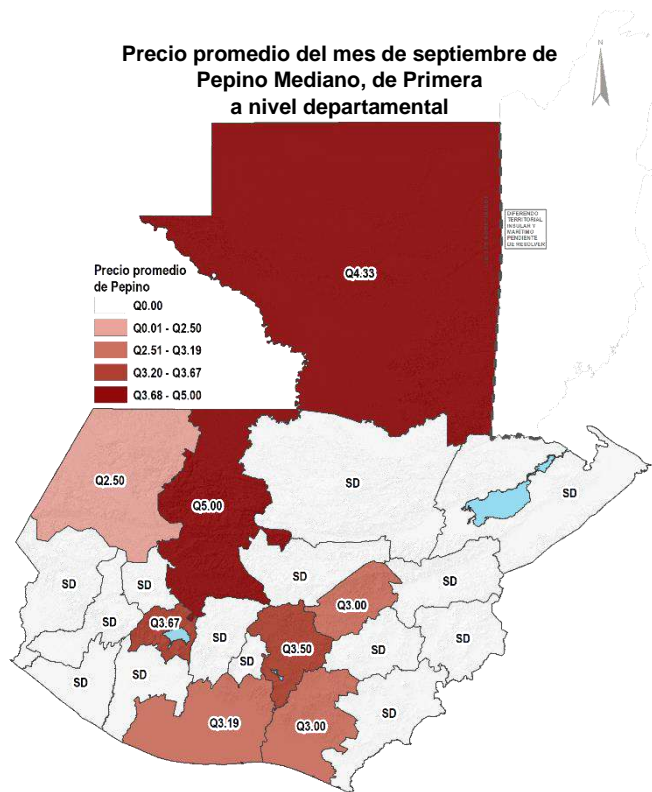 Precio promedio del mes de septiembre de
Pepino Mediano, de Primera
a nivel departamental
N
DIFERENDO
TERRITORIAL
INSULAR Y
MARÍTIMO
PENDIENTE
DE RESOLVER
Q4.33
Precio promedio
de Pepino
Q0.00
Q0.01 - Q2.50
Q2.51 - Q3.19
Q3.20 - Q3.67
Q3.68 - Q5.00
Q2.50
Q5.00
SD
SD
SD
SD
SD
SD
Q3.00
SD
Q3.67
SD
SD
Q3.50
SD
SD
SD
SD
SD
Q3.19
Q3.00
SD